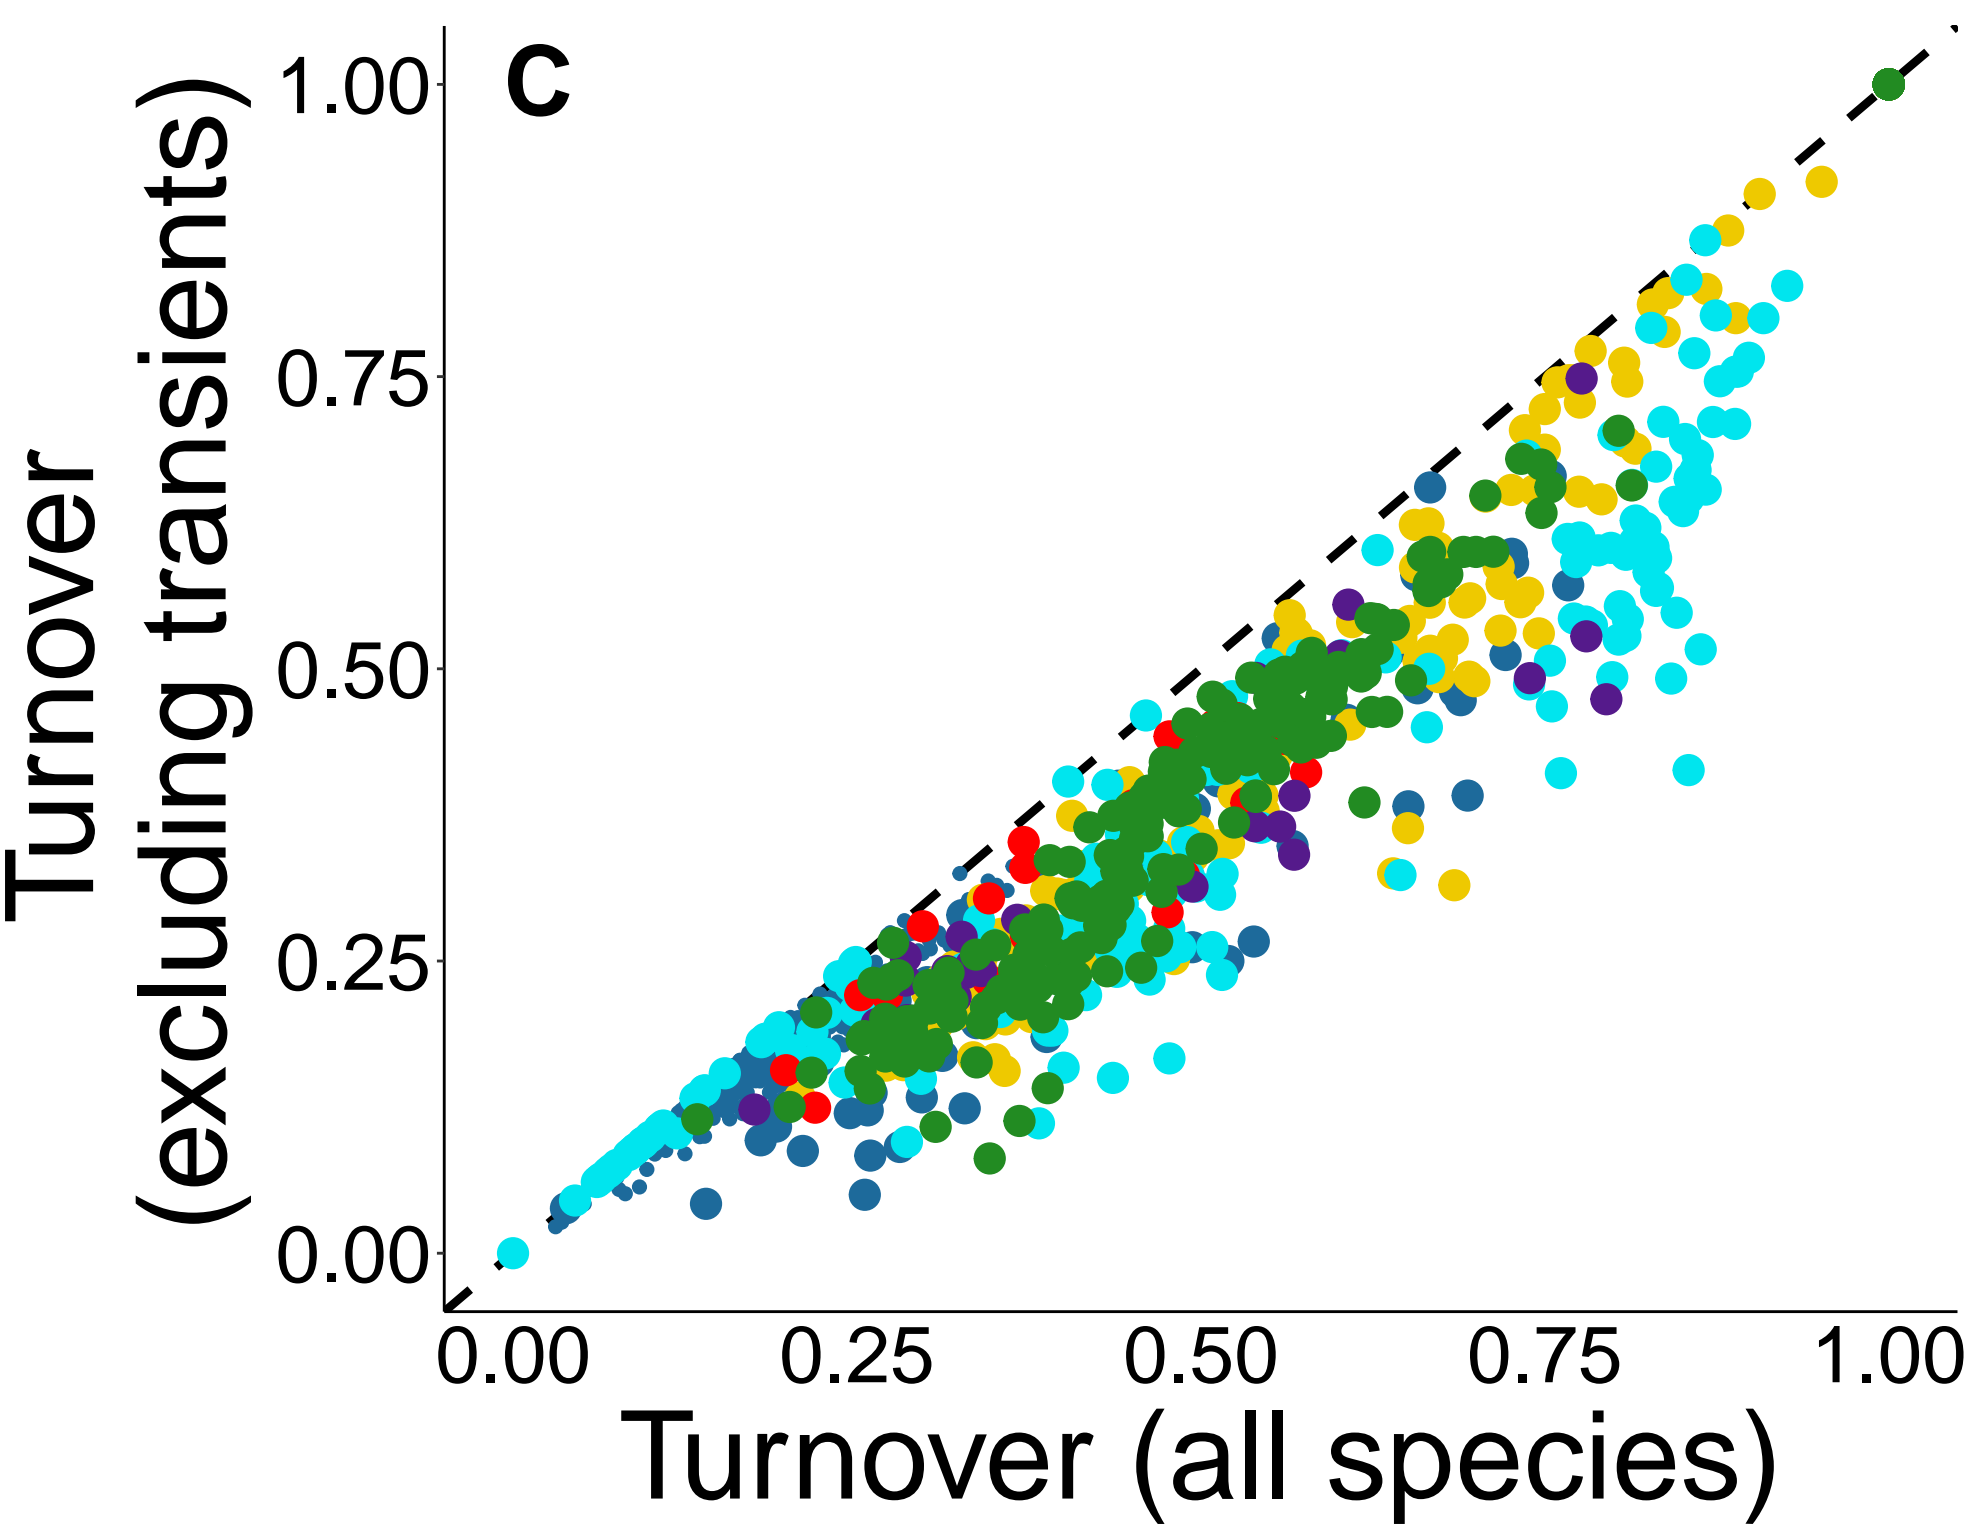 C
Turnover
(excluding transients)
1.00
0.75
0.50
0.25
0.00
0.00 0.25 0.50 0.75 1.00
Turnover (all species)